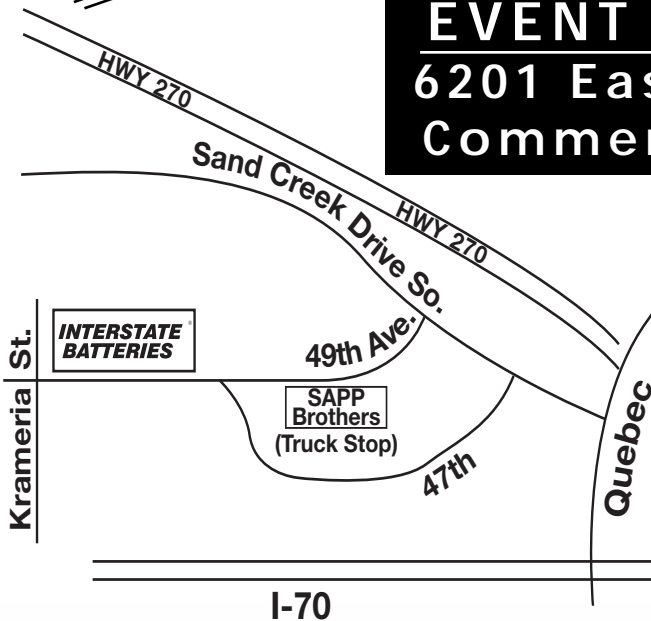 EVENT
6201 Eas
Commer
HWY 270
Sand Creek Drive So.
HWY 270
INTERSTATE
BATTERIES
49th Ave.
SAPP
Brothers
(Truck Stop)
47th
Krameria St.
Quebec
I-70